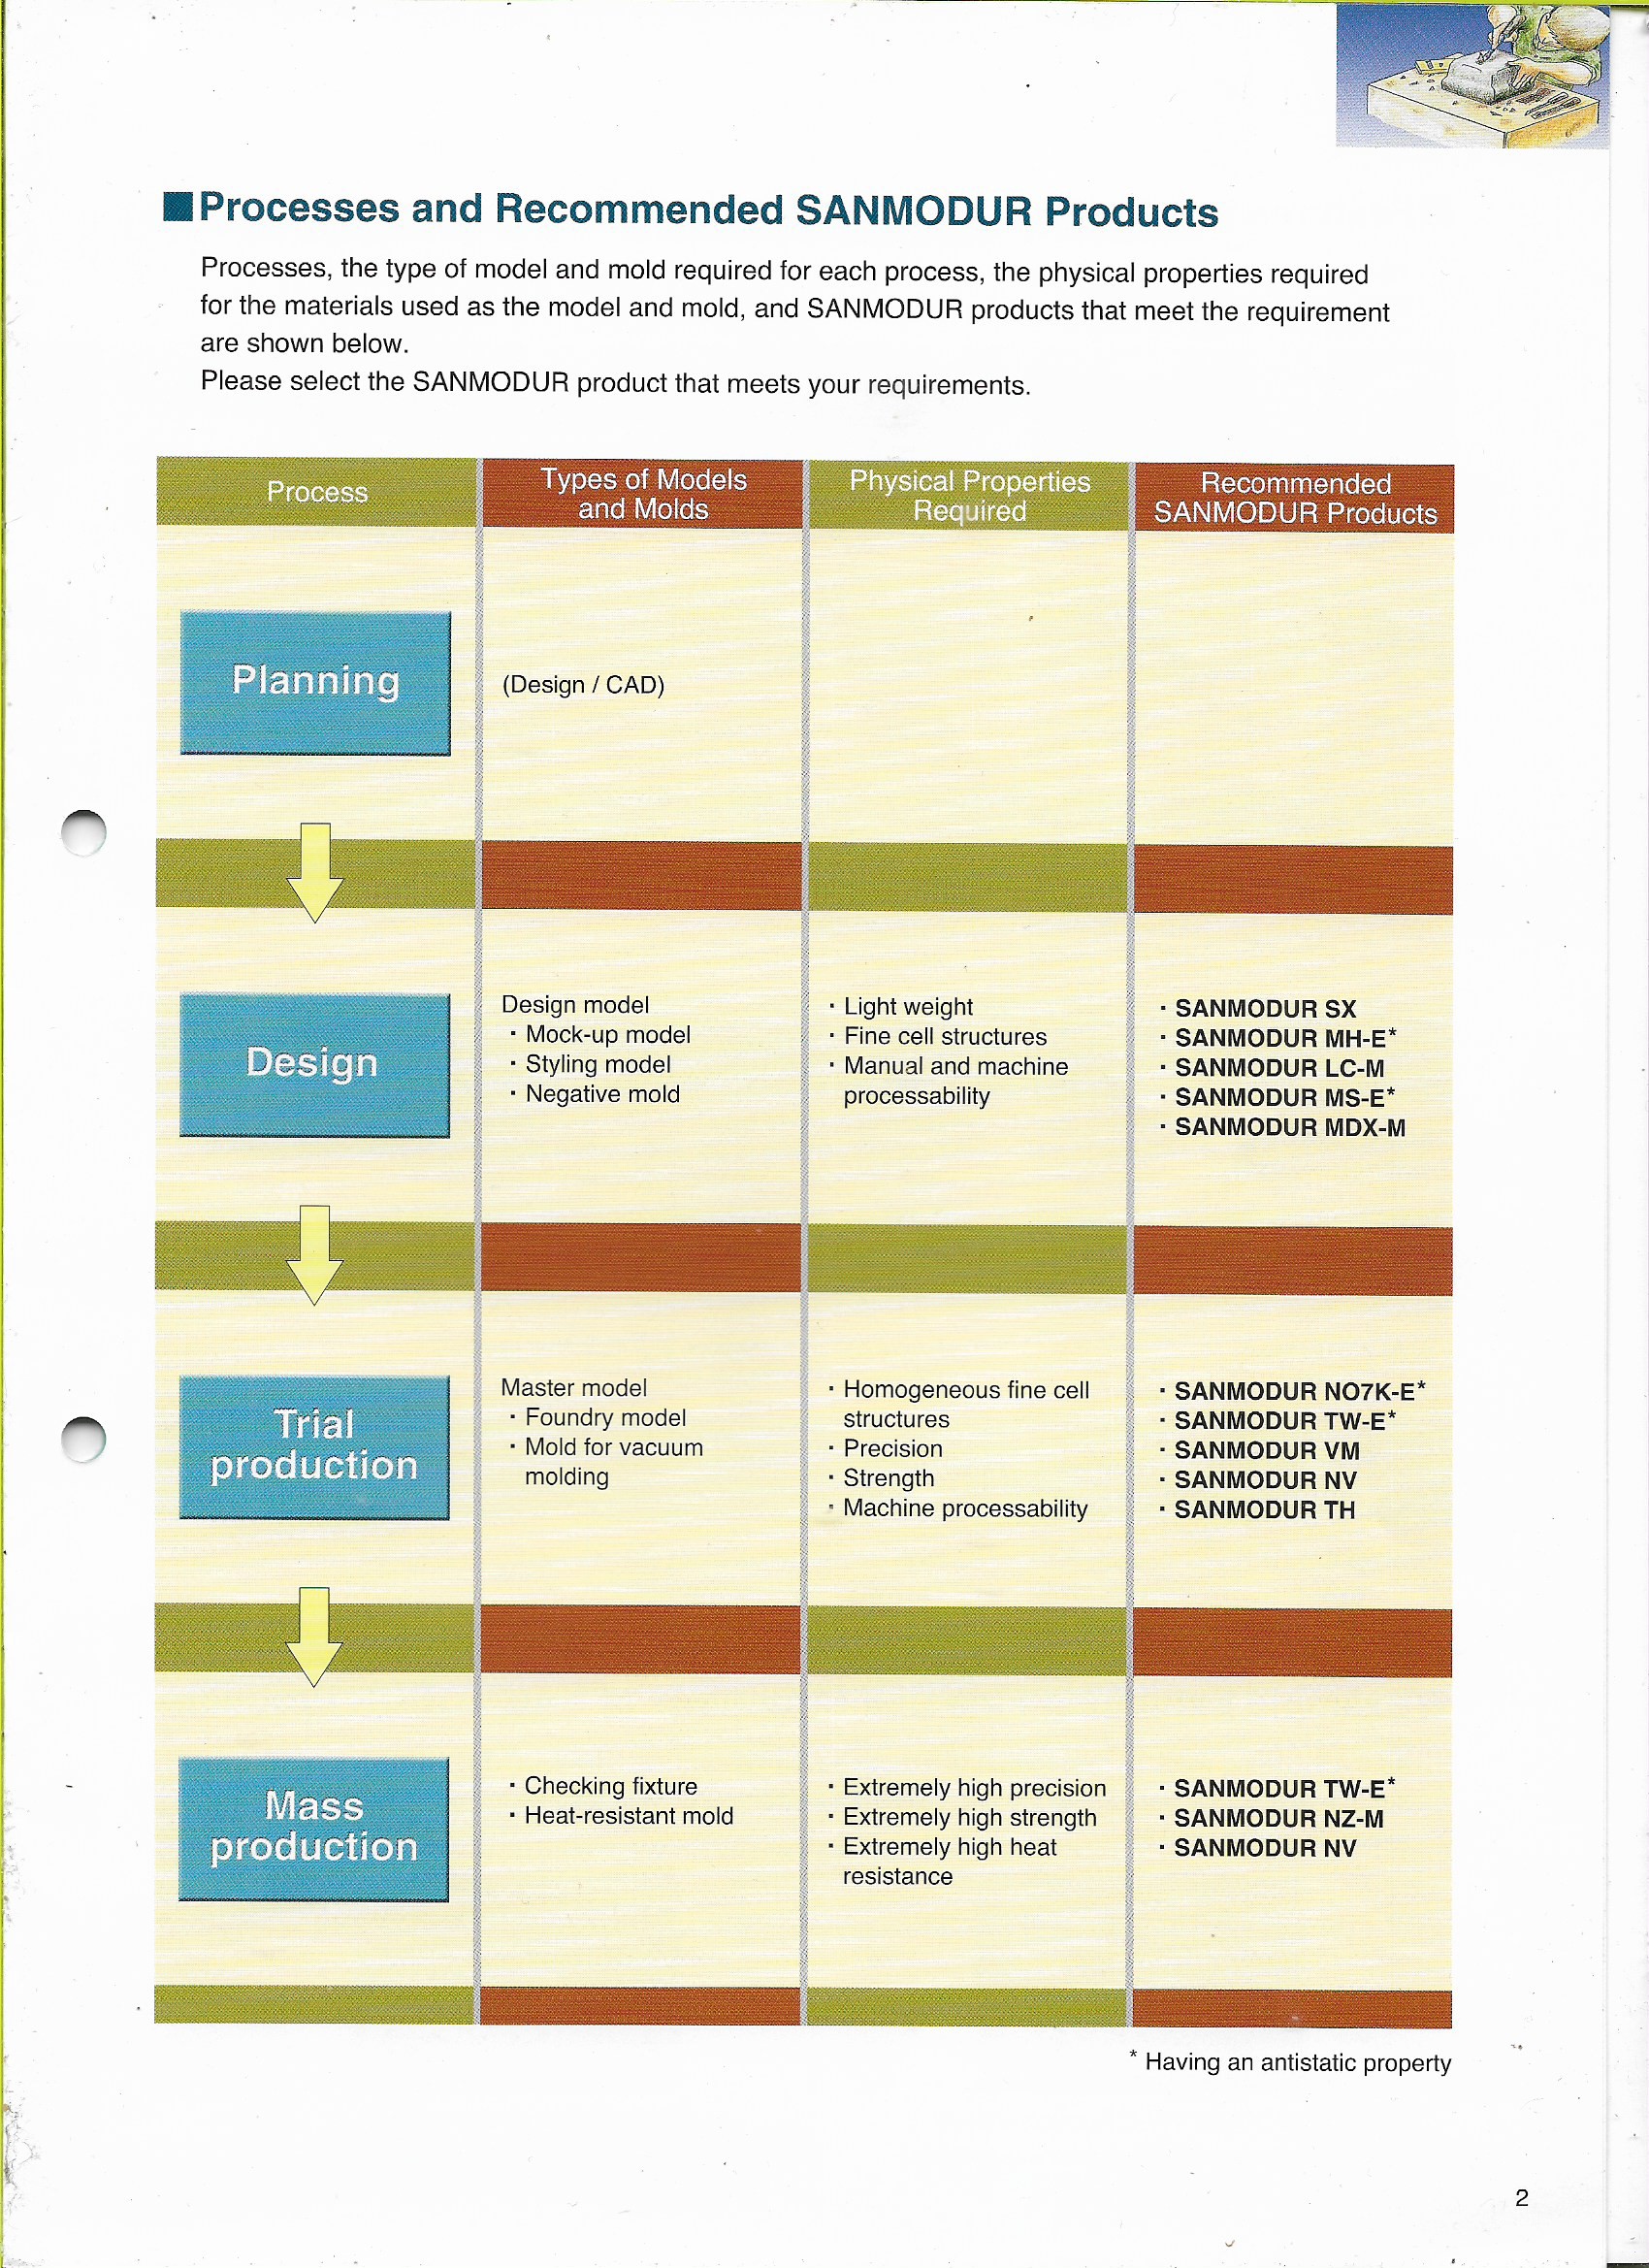 ■Processes and Recommended SANMODUR Products
Processes, the type of model and mold required for each process, the physical properties required
for the materials used as the model and mold, and SANMODUR products that meet the requirement
are shown below.
Please select the SANMODUR product that meets your requirements.
Process
Types of Models
and Molds
Physical Properties
Required
Recommended
SANMODUR Products
Planning
(Design / CAD)
Design
Design model
· Mock-up model
· Styling model
· Negative mold
· Light weight
· Fine cell structures
· Manual and machine
processability
· SANMODUR SX
· SANMODUR MH-E*
· SANMODUR LC-M
· SANMODUR MS-E*
· SANMODUR MDX-M
Trial
production
Master model
· Foundry model
· Mold for vacuum
molding
· Homogeneous fine cell
structures
· Precision
· Strength
· Machine processability
· SANMODUR NO7K-E*
· SANMODUR TW-E*
· SANMODUR VM
· SANMODUR NV
· SANMODUR TH
Mass
production
· Checking fixture
· Heat-resistant mold
· Extremely high precision
· Extremely high strength
· Extremely high heat
resistance
· SANMODUR TW-E*
· SANMODUR NZ-M
· SANMODUR NV
* Having an antistatic property
2